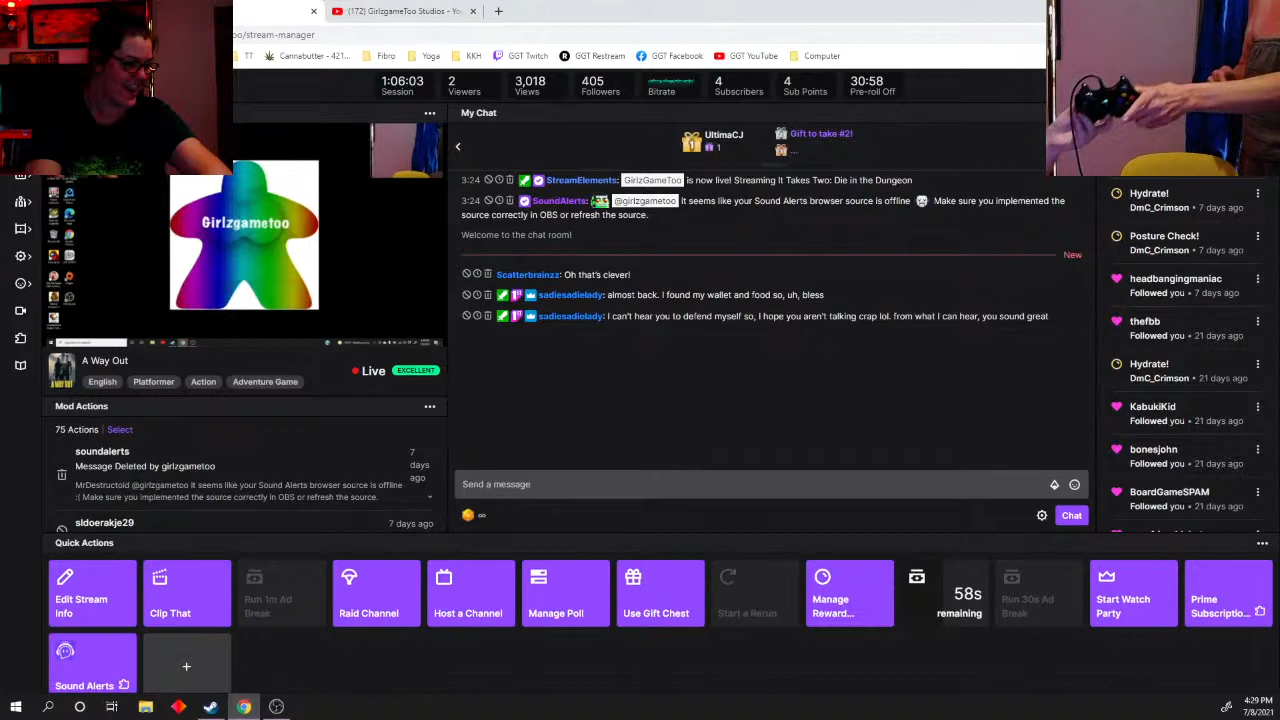 (172) GirlzgameToo Studios - Yo
oo/stream-manager
TT
Cannabutter - 421...
Fibro
Yoga
KKH
GGT Twitch
GGT Restream
GGT Facebook
GGT YouTube
Computer
1:06:03
Session
2
Viewers
3,018
Views
405
Followers
Bitrate
4
Subscribers
4
Sub Points
30:58
Pre-roll Off
My Chat
UltimaCJ
1
Gift to take #2!
...
3:24 StreamElements: GirlzGameToo is now live! Streaming It Takes Two: Die in the Dungeon
3:24 SoundAlerts: @girlzgametoo it seems like your Sound Alerts browser source is offline Make sure you implemented the
source correctly in OBS or refresh the source.
Welcome to the chat room!
New
Scatterbrainzz: Oh that's clever!
sadiesadielady: almost back. I found my wallet and food so, uh, bless
sadiesadielady: I can't hear you to defend myself so, I hope you aren't talking crap lol. from what I can hear, you sound great
Send a message
∞
Chat
Girlzgametoo
A Way Out
English
Platformer
Action
Adventure Game
Live
EXCELLENT
Mod Actions
75 Actions
Select
soundalerts
Message Deleted by girlzgametoo
7
days
ago
MrDestructoid @girlzgametoo it seems like your Sound Alerts browser source is offline
:( Make sure you implemented the source correctly in OBS or refresh the source.
sldoerakje29
7 days ago
Hydrate!
DmC_Crimson • 7 days ago
Posture Check!
DmC_Crimson • 7 days ago
headbangingmaniac
Followed you • 7 days ago
thefbb
Followed you • 21 days ago
Hydrate!
DmC_Crimson • 21 days ago
KabukiKid
Followed you • 21 days ago
bonesjohn
Followed you • 21 days ago
BoardGameSPAM
Followed you • 21 days ago
Quick Actions
Edit Stream
Info
Clip That
Run 1m Ad
Break
Raid Channel
Host a Channel
Manage Poll
Use Gift Chest
Start a Rerun
Manage
Reward...
58s
remaining
Run 30s Ad
Break
Start Watch
Party
Prime
Subscriptio...
Sound Alerts
+
4:29 PM
7/8/2021